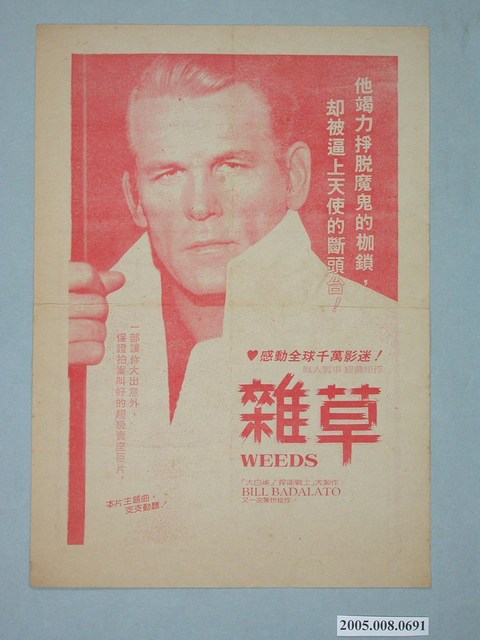 他竭力掙脫魔鬼的枷鎖,
却被逼上天使的斷頭台!
♥感動全球千萬影迷!
一部讓你大出意外,
保證拍案叫好的超級賣座巨片,
雜草
WEEDS
BILL BADALATO
本片主題曲,
支支動聽!
2005.008.0691